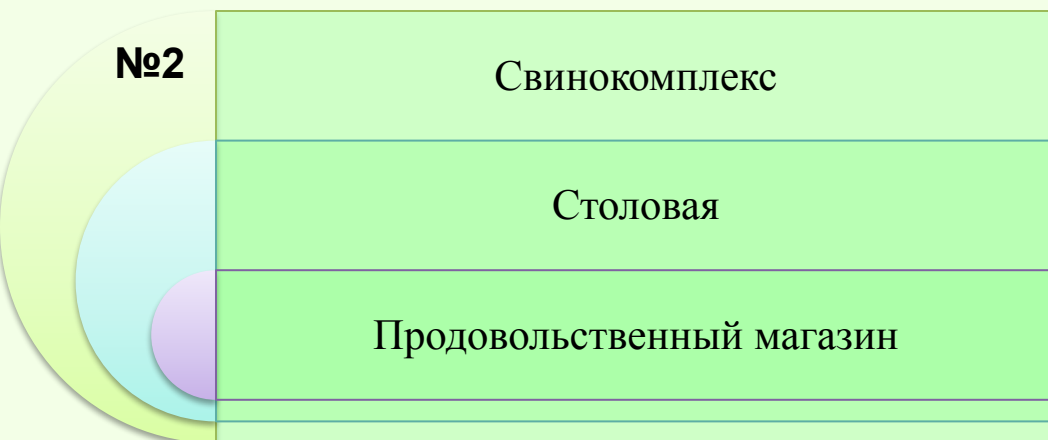 №2
Свинокомплекс
Столовая
Продовольственный магазин